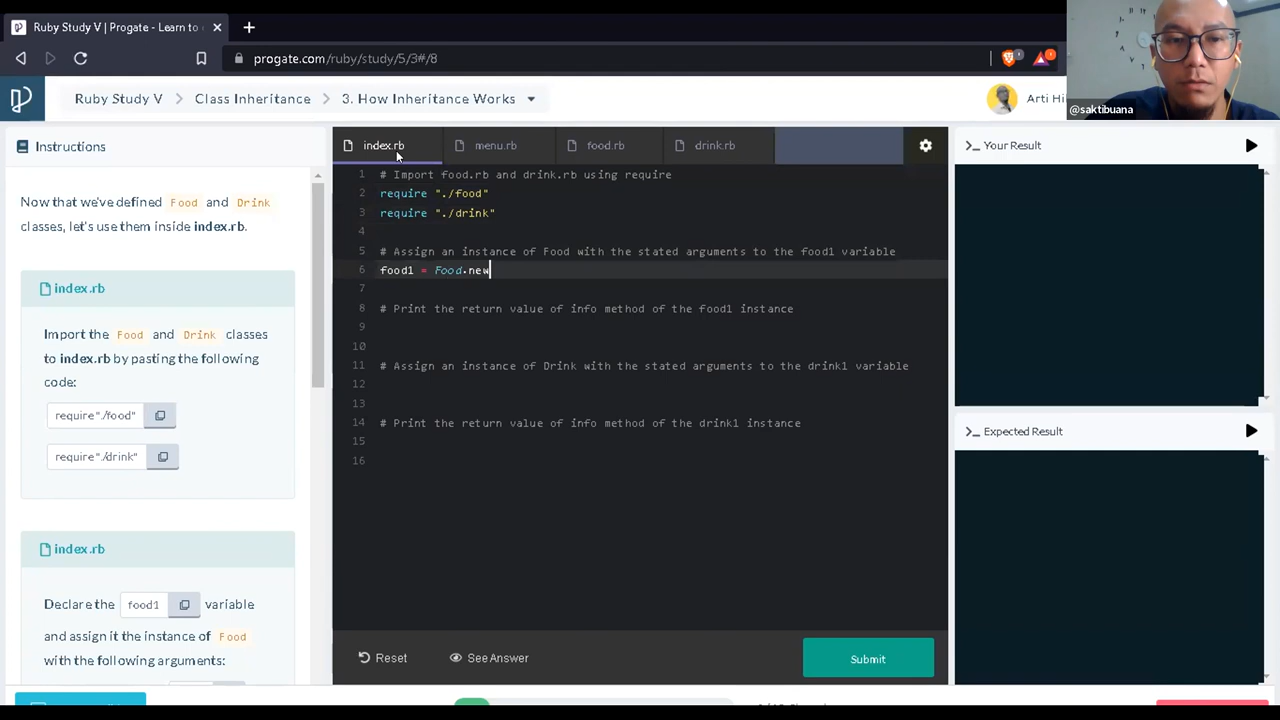 Ruby Study V | Progate - Learn to
progate.com/ruby/study/5/3#/8
Ruby Study V > Class Inheritance > 3. How Inheritance Works
Arti Hi
@saktibuana
Instructions
Now that we've defined Food and Drink
classes, let's use them inside index.rb.
index.rb
Import the Food and Drink classes
to index.rb by pasting the following
code:
require"./food"
require"./drink"
index.rb
Declare the food1 variable
and assign it the instance of Food
with the following arguments:
index.rb menu.rb food.rb drink.rb
1 # Import food.rb and drink.rb using require
2 require "./food"
3 require "./drink"
4
5 # Assign an instance of Food with the stated arguments to the food1 variable
6 food1 = Food.new
7
8 # Print the return value of info method of the food1 instance
9
10
11 # Assign an instance of Drink with the stated arguments to the drink1 variable
12
13
14 # Print the return value of info method of the drink1 instance
15
16
Reset See Answer Submit
>_ Your Result
>_ Expected Result